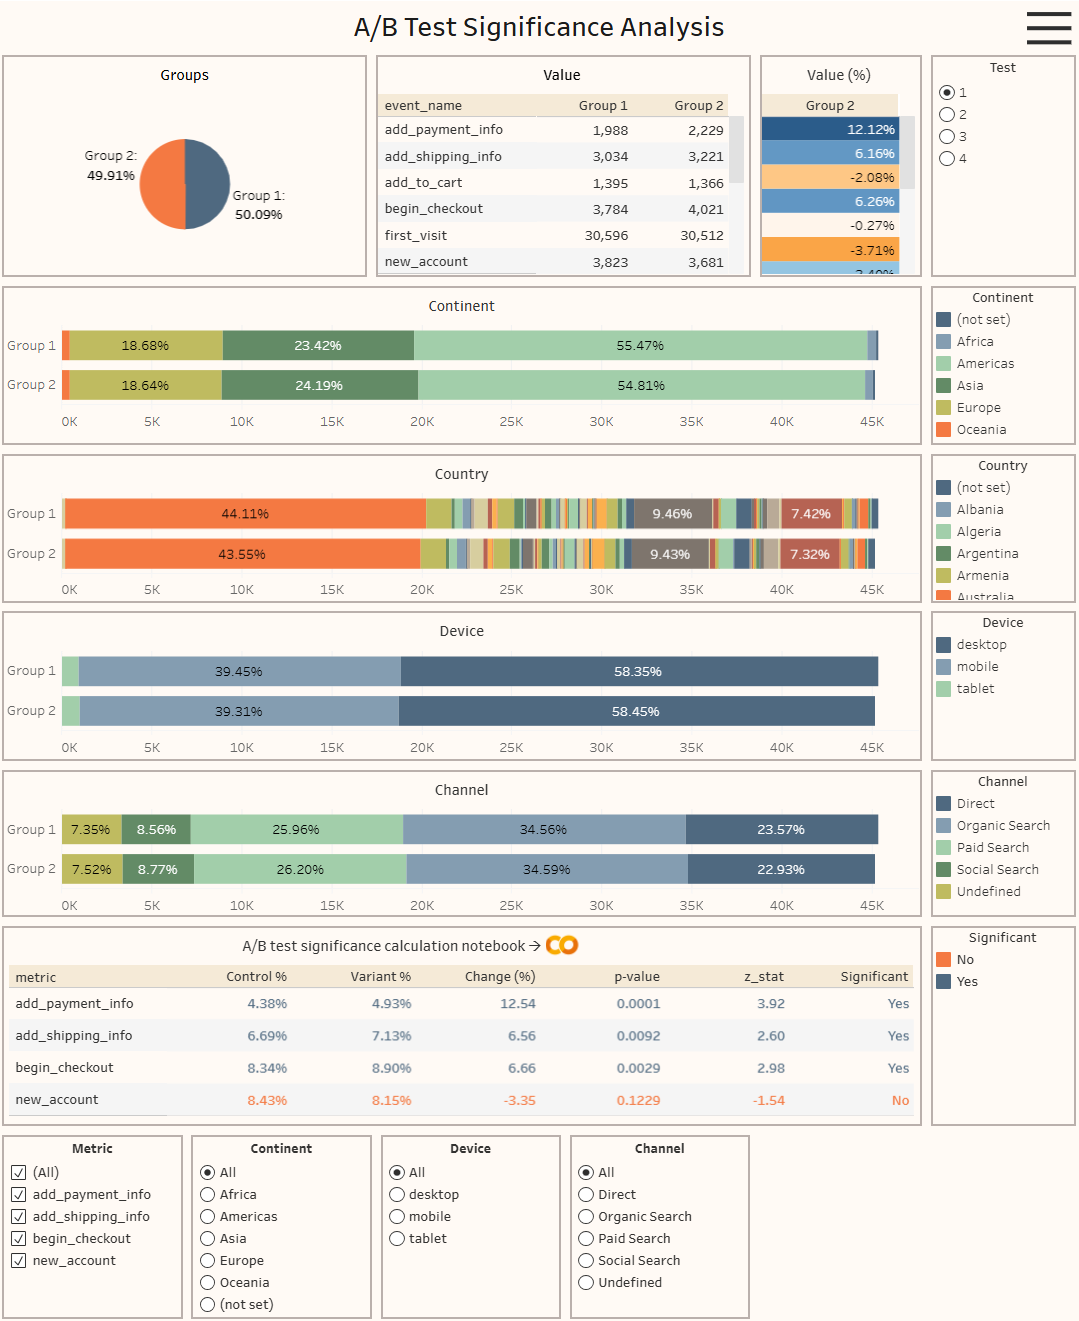 A/B Test Significance Analysis
Groups
Group 2:
49.91%
Group 1:
50.09%
Value
event_name Group 1 Group 2
add_payment_info 1,988 2,229
add_shipping_info 3,034 3,221
add_to_cart 1,395 1,366
begin_checkout 3,784 4,021
first_visit 30,596 30,512
new_account 3,823 3,681
Value (%)
Group 2
12.12%
6.16%
-2.08%
6.26%
-0.27%
-3.71%
Test
1
2
3
4
Continent
Group 1 18.68% 23.42% 55.47%
Group 2 18.64% 24.19% 54.81%
0K 5K 10K 15K 20K 25K 30K 35K 40K 45K
Continent
(not set)
Africa
Americas
Asia
Europe
Oceania
Country
Group 1 44.11% 9.46% 7.42%
Group 2 43.55% 9.43% 7.32%
0K 5K 10K 15K 20K 25K 30K 35K 40K 45K
Country
(not set)
Albania
Algeria
Argentina
Armenia
Australia
Device
Group 1 39.45% 58.35%
Group 2 39.31% 58.45%
0K 5K 10K 15K 20K 25K 30K 35K 40K 45K
Device
desktop
mobile
tablet
Channel
Group 1 7.35% 8.56% 25.96% 34.56% 23.57%
Group 2 7.52% 8.77% 26.20% 34.59% 22.93%
0K 5K 10K 15K 20K 25K 30K 35K 40K 45K
Channel
Direct
Organic Search
Paid Search
Social Search
Undefined
A/B test significance calculation notebook →
metric Control % Variant % Change (%) p-value z_stat Significant
add_payment_info 4.38% 4.93% 12.54 0.0001 3.92 Yes
add_shipping_info 6.69% 7.13% 6.56 0.0092 2.60 Yes
begin_checkout 8.34% 8.90% 6.66 0.0029 2.98 Yes
new_account 8.43% 8.15% -3.35 0.1229 -1.54 No
Significant
No
Yes
Metric
(All)
add_payment_info
add_shipping_info
begin_checkout
new_account
Continent
All
Africa
Americas
Asia
Europe
Oceania
(not set)
Device
All
desktop
mobile
tablet
Channel
All
Direct
Organic Search
Paid Search
Social Search
Undefined